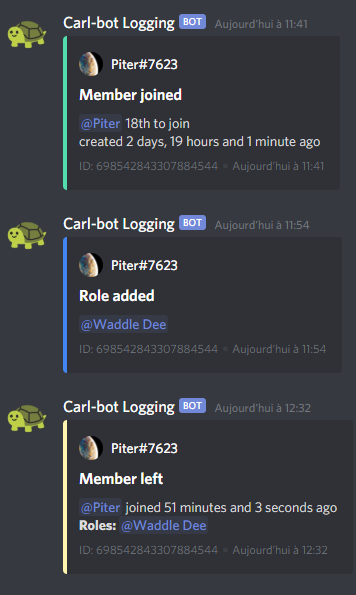 Carl-bot Logging BOT Aujourd'hui à 11:41
Piter#7623
Member joined
@Piter 18th to join
created 2 days, 19 hours and 1 minute ago
ID: 698542843307884544 • Aujourd'hui à 11:41
Carl-bot Logging BOT Aujourd'hui à 11:54
Piter#7623
Role added
@Waddle Dee
ID: 698542843307884544 • Aujourd'hui à 11:54
Carl-bot Logging BOT Aujourd'hui à 12:32
Piter#7623
Member left
@Piter joined 51 minutes and 3 seconds ago
Roles: @Waddle Dee
ID: 698542843307884544 • Aujourd'hui à 12:32